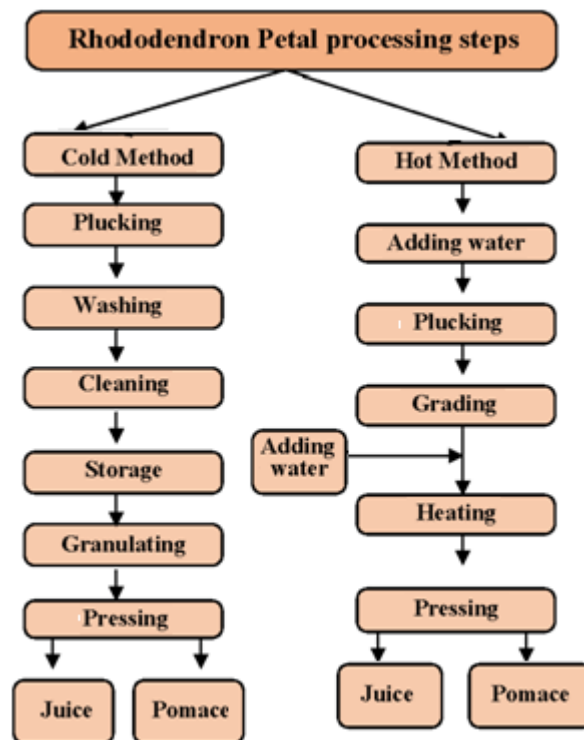 Rhododendron Petal processing steps
Cold Method
Plucking
Washing
Cleaning
Storage
Granulating
Pressing
Juice
Pomace
Hot Method
Adding water
Plucking
Grading
Adding
water
Heating
Pressing
Juice
Pomace